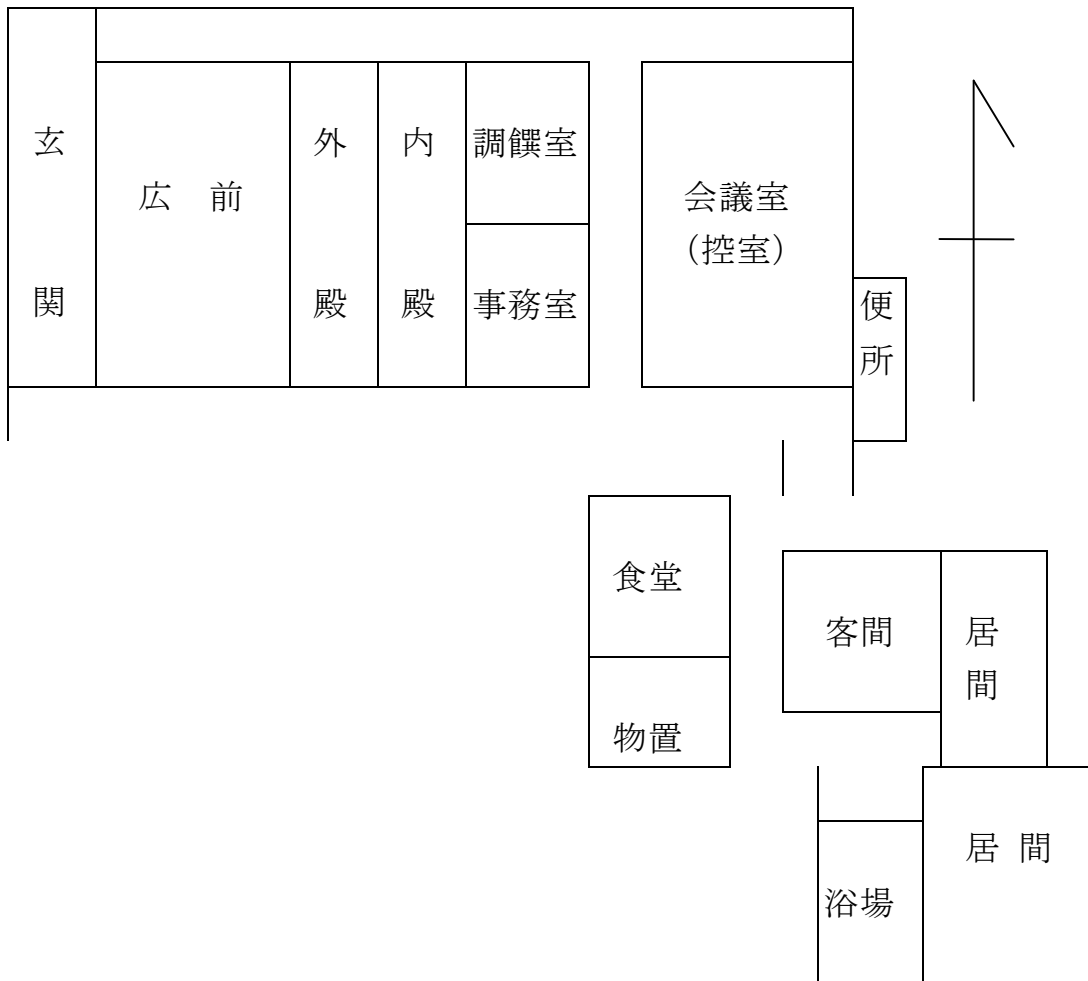 玄関
広 前
外殿
内殿
調饌室
事務室
会議室
（控室）
便所
食堂
物置
客間
居間
居 間
浴場